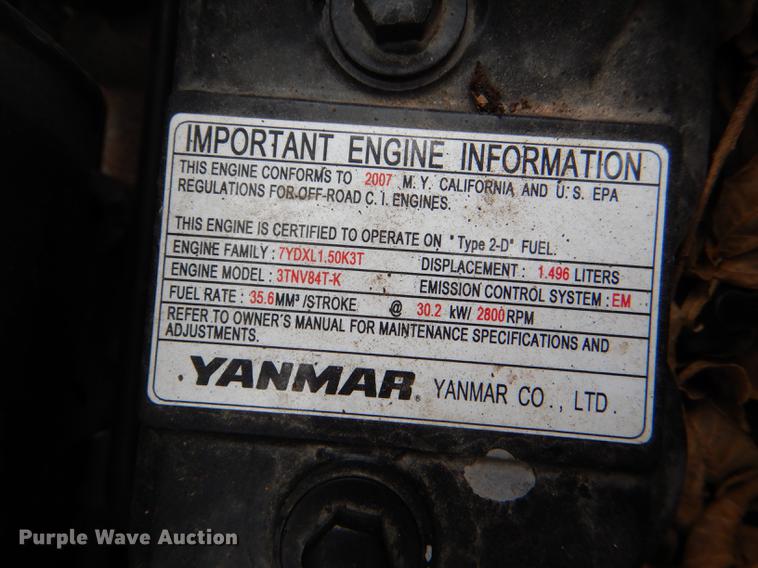 IMPORTANT ENGINE INFORMATION
THIS ENGINE CONFORMS TO 2007 M.Y. CALIFORNIA AND U.S. EPA
REGULATIONS FOR OFF-ROAD C.I. ENGINES.
THIS ENGINE IS CERTIFIED TO OPERATE ON "Type 2-D" FUEL.
ENGINE FAMILY : 7YDXL1.50K3T DISPLACEMENT : 1.496 LITERS
ENGINE MODEL : 3TNV84T-K EMISSION CONTROL SYSTEM : EM
FUEL RATE : 35.6MM³/STROKE @ 30.2 kW/ 2800RPM
REFER TO OWNER'S MANUAL FOR MAINTENANCE SPECIFICATIONS AND
ADJUSTMENTS.
YANMAR® YANMAR CO., LTD.
Purple Wave Auction